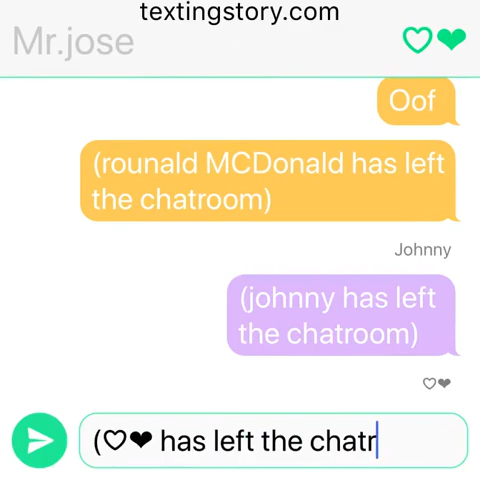 textingstory.com
Mr.jose ♡❤
Oof
(rounald MCDonald has left
the chatroom)
Johnny
(johnny has left
the chatroom)
♡❤
(♡❤ has left the chatr